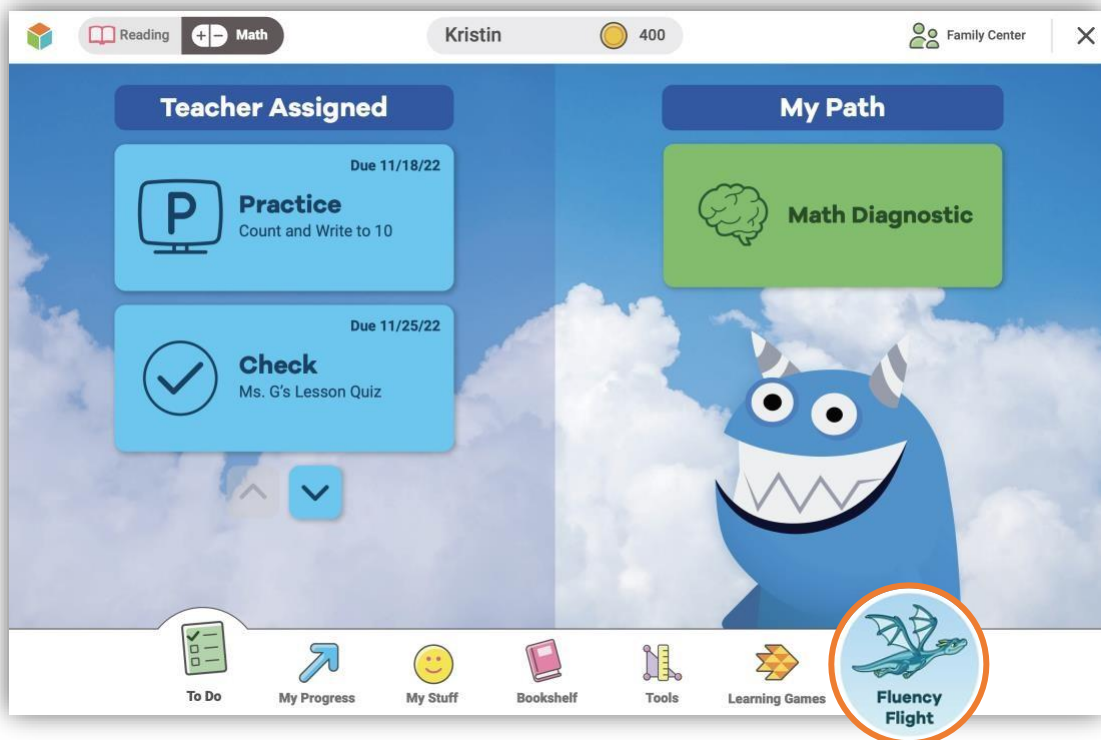 Reading
Math
Kristin
400
Family Center
Teacher Assigned
My Path
Due 11/18/22
P
Practice
Count and Write to 10
Math Diagnostic
Due 11/25/22
Check
Ms. G's Lesson Quiz
To Do
My Progress
My Stuff
Bookshelf
Tools
Learning Games
Fluency
Flight